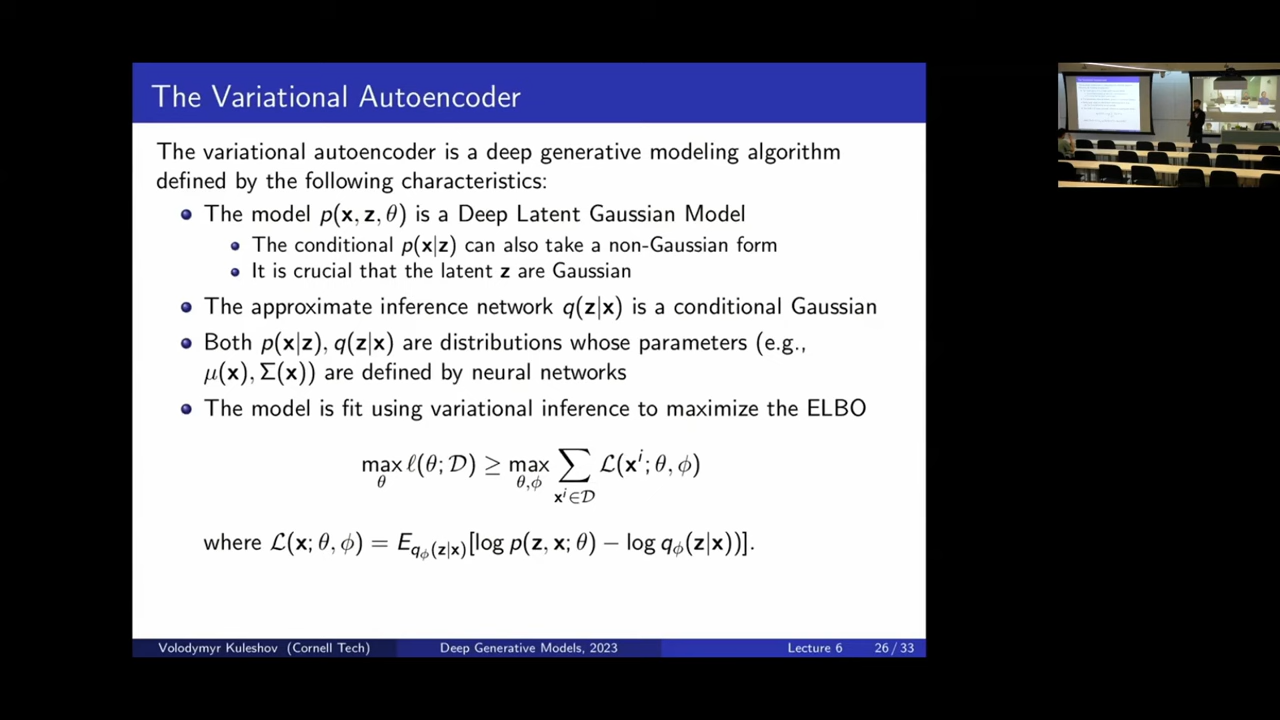 The Variational Autoencoder
The variational autoencoder is a deep generative modeling algorithm
defined by the following characteristics:
The model p(x, z, θ) is a Deep Latent Gaussian Model
The conditional p(x|z) can also take a non-Gaussian form
It is crucial that the latent z are Gaussian
The approximate inference network q(z|x) is a conditional Gaussian
Both p(x|z), q(z|x) are distributions whose parameters (e.g.,
μ(x), Σ(x)) are defined by neural networks
The model is fit using variational inference to maximize the ELBO
max_θ ℓ(θ; 𝒟) ≥ max_{θ,ϕ} ∑_{x^i∈𝒟} ℒ(x^i; θ, ϕ)
where ℒ(x; θ, ϕ) = E_{q_ϕ(z|x)}[log p(z, x; θ) − log q_ϕ(z|x))].
Volodymyr Kuleshov (Cornell Tech) Deep Generative Models, 2023 Lecture 6 26 / 33